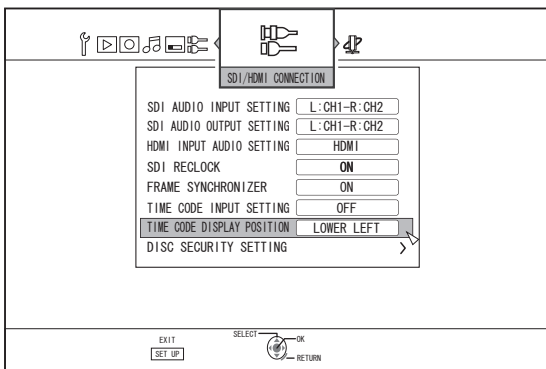 SDI/HDMI CONNECTION
SDI AUDIO INPUT SETTING L:CH1-R:CH2
SDI AUDIO OUTPUT SETTING L:CH1-R:CH2
HDMI INPUT AUDIO SETTING HDMI
SDI RECLOCK ON
FRAME SYNCHRONIZER ON
TIME CODE INPUT SETTING OFF
TIME CODE DISPLAY POSITION LOWER LEFT
DISC SECURITY SETTING
EXIT
SET UP
SELECT
OK
RETURN